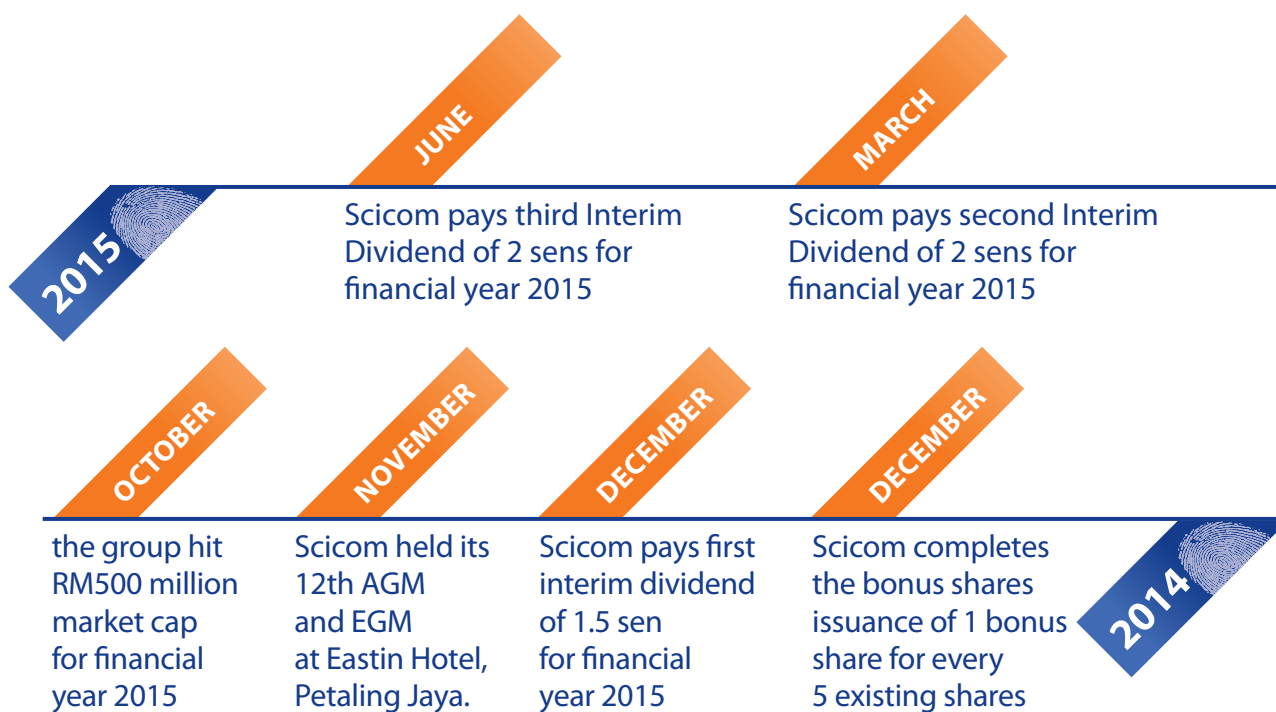 JUNE
MARCH
2015
Scicom pays third Interim
Dividend of 2 sens for
financial year 2015
Scicom pays second Interim
Dividend of 2 sens for
financial year 2015
OCTOBER
NOVEMBER
DECEMBER
DECEMBER
the group hit
RM500 million
market cap
for financial
year 2015
Scicom held its
12th AGM
and EGM
at Eastin Hotel,
Petaling Jaya.
Scicom pays first
interim dividend
of 1.5 sen
for financial
year 2015
Scicom completes
the bonus shares
issuance of 1 bonus
share for every
5 existing shares
2014